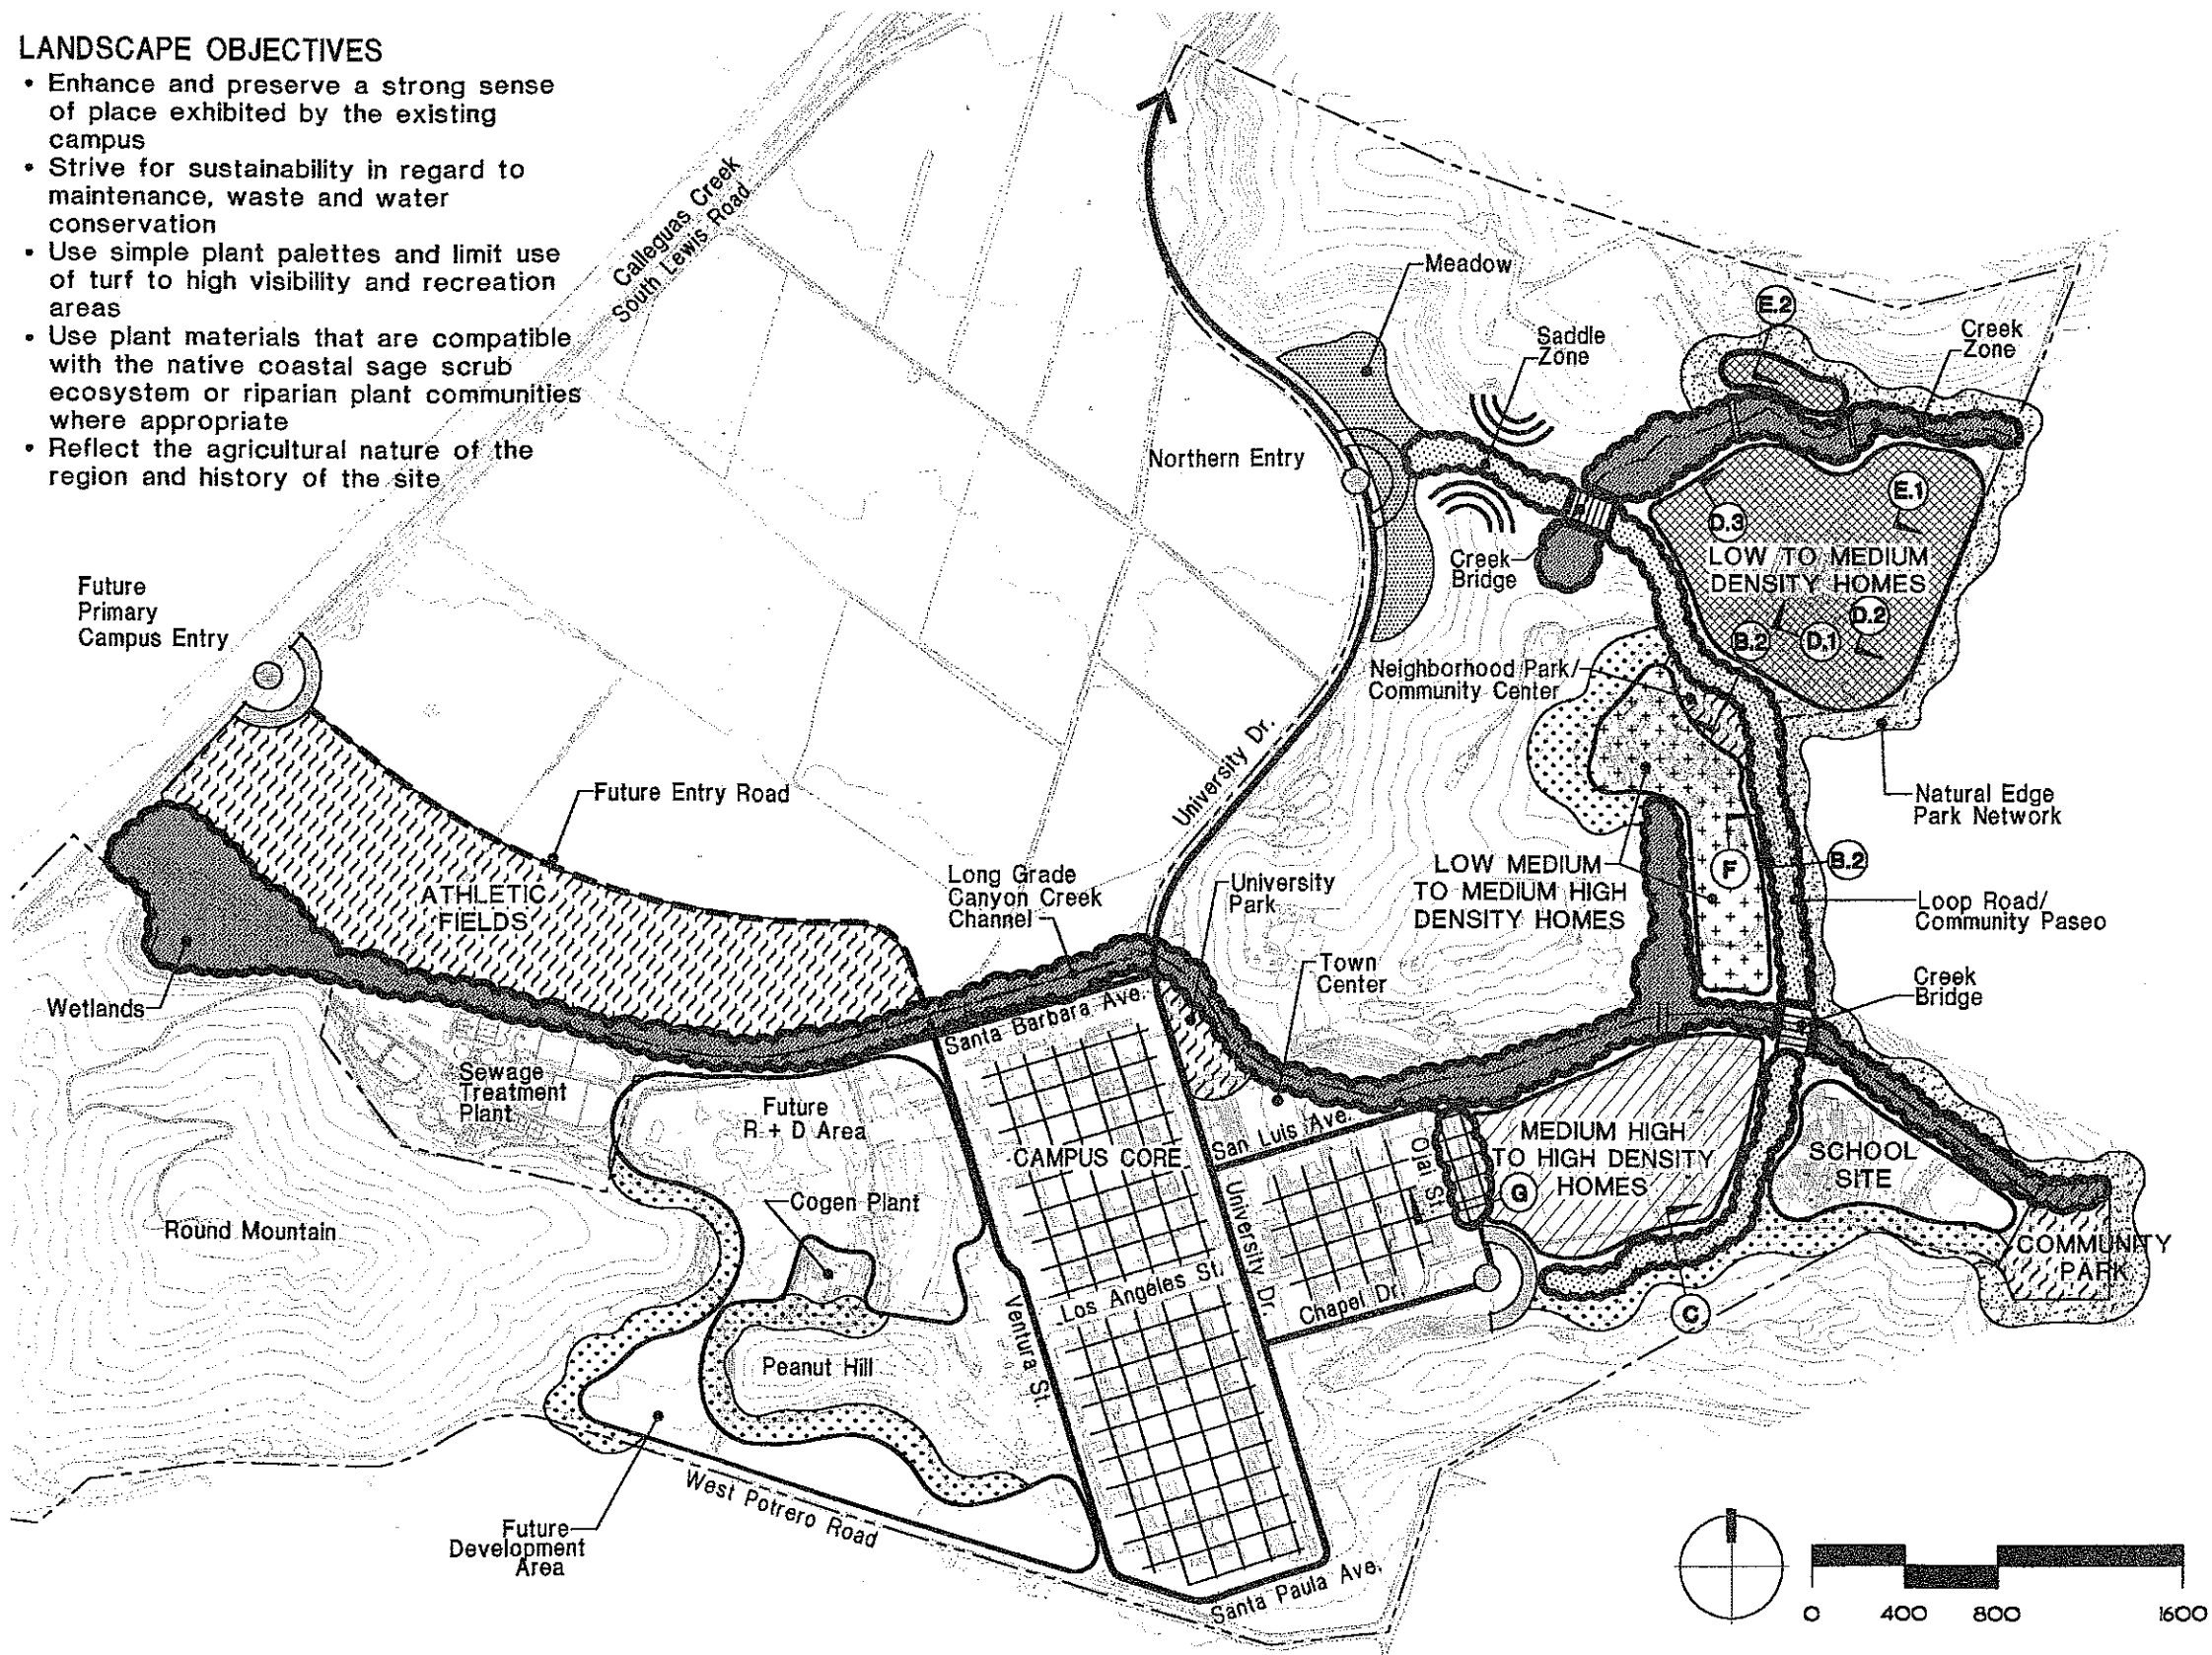 LANDSCAPE OBJECTIVES
• Enhance and preserve a strong sense
of place exhibited by the existing
campus
• Strive for sustainability in regard to
maintenance, waste and water
conservation
• Use simple plant palettes and limit use
of turf to high visibility and recreation
areas
• Use plant materials that are compatible
with the native coastal sage scrub
ecosystem or riparian plant communities
where appropriate
• Reflect the agricultural nature of the
region and history of the site
Calleguas Creek
South Lewis Road
Meadow
Saddle
Zone
E.2
Creek
Zone
Northern Entry
E.1
D.3
LOW TO MEDIUM
DENSITY HOMES
Creek
Bridge
D.2
B.2
D.1
Future
Primary
Campus Entry
Neighborhood Park/
Community Center
University Dr.
Future Entry Road
Natural Edge
Park Network
ATHLETIC
FIELDS
Long Grade
Canyon Creek
Channel
University
Park
LOW MEDIUM
TO MEDIUM HIGH
DENSITY HOMES
F
B.2
Loop Road/
Community Paseo
Town
Center
Creek
Bridge
Wetlands
Santa Barbara Ave.
Sewage
Treatment
Plant
Future
R + D Area
CAMPUS CORE
San Luis Ave.
Ojai St.
MEDIUM HIGH
TO HIGH DENSITY
HOMES
G
SCHOOL
SITE
Cogen Plant
Round Mountain
University Dr.
Los Angeles St.
Chapel Dr.
C
COMMUNITY
PARK
Ventura St.
Peanut Hill
West Potrero Road
Future
Development
Area
Santa Paula Ave.
0 400 800 1600